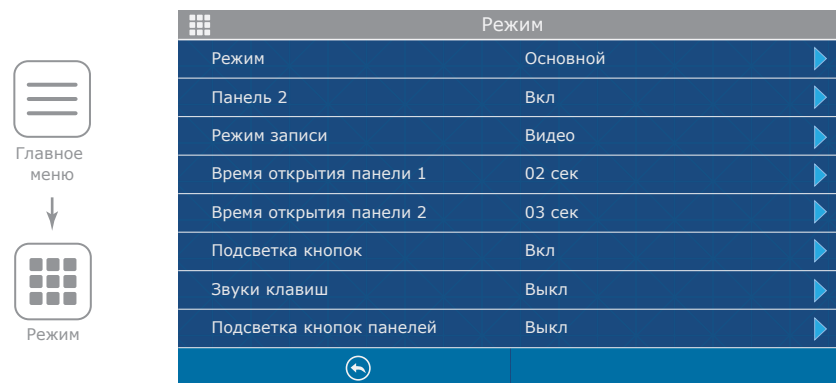 Главное
меню
Режим
Режим
Режим Основной
Панель 2 Вкл
Режим записи Видео
Время открытия панели 1 02 сек
Время открытия панели 2 03 сек
Подсветка кнопок Вкл
Звуки клавиш Выкл
Подсветка кнопок панелей Выкл